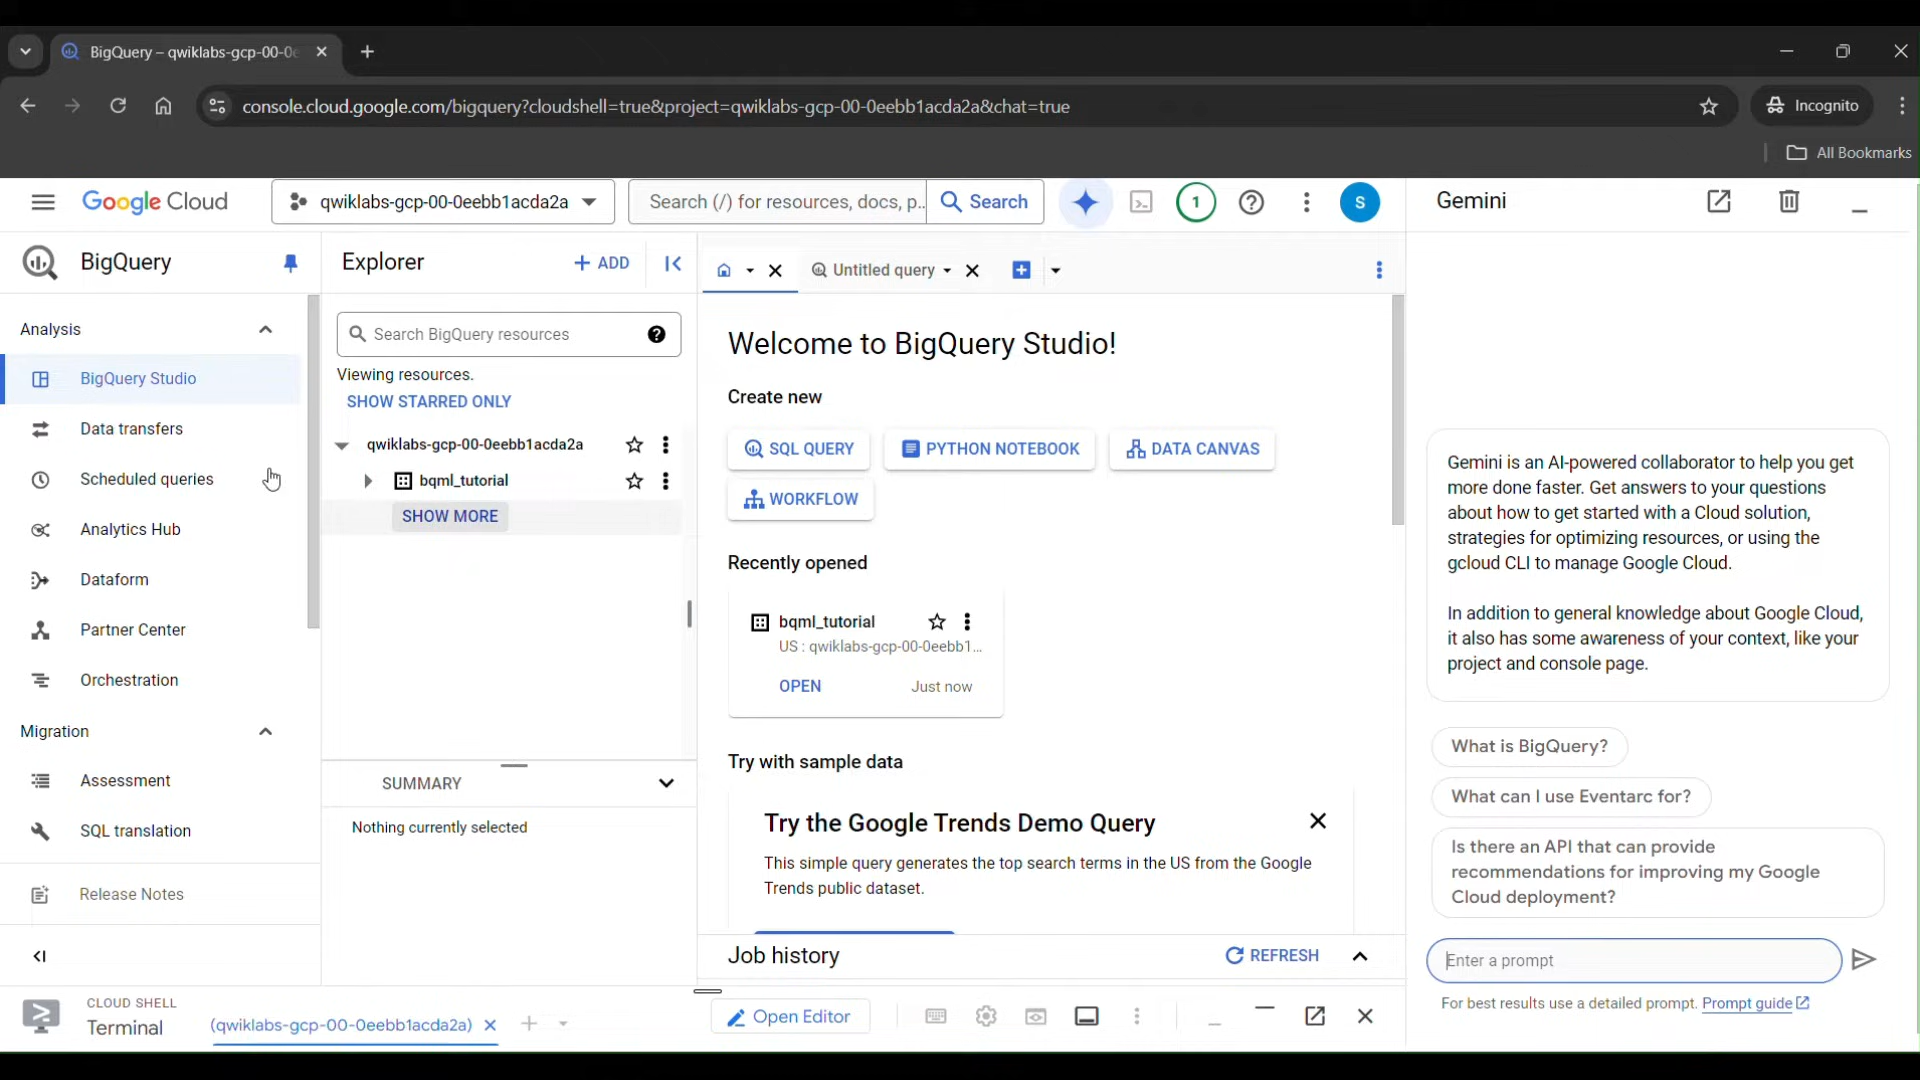 BigQuery – qwiklabs-gcp-00-0e
console.cloud.google.com/bigquery?cloudshell=true&project=qwiklabs-gcp-00-0eebb1acda2a&chat=true
Incognito
All Bookmarks
Google Cloud
qwiklabs-gcp-00-0eebb1acda2a
Search (/) for resources, docs, p..
Search
1
S
Gemini
BigQuery
Analysis
BigQuery Studio
Data transfers
Scheduled queries
Analytics Hub
Dataform
Partner Center
Orchestration
Migration
Assessment
SQL translation
Release Notes
Explorer
+ ADD
Search BigQuery resources
Viewing resources.
SHOW STARRED ONLY
qwiklabs-gcp-00-0eebb1acda2a
bqml_tutorial
SHOW MORE
SUMMARY
Nothing currently selected
Untitled query
Welcome to BigQuery Studio!
Create new
SQL QUERY
PYTHON NOTEBOOK
DATA CANVAS
WORKFLOW
Recently opened
bqml_tutorial
US : qwiklabs-gcp-00-0eebb1...
OPEN
Just now
Try with sample data
Try the Google Trends Demo Query
This simple query generates the top search terms in the US from the Google
Trends public dataset.
Job history
REFRESH
Gemini is an AI-powered collaborator to help you get
more done faster. Get answers to your questions
about how to get started with a Cloud solution,
strategies for optimizing resources, or using the
gcloud CLI to manage Google Cloud.
In addition to general knowledge about Google Cloud,
it also has some awareness of your context, like your
project and console page.
What is BigQuery?
What can I use Eventarc for?
Is there an API that can provide
recommendations for improving my Google
Cloud deployment?
Enter a prompt
For best results use a detailed prompt. Prompt guide
CLOUD SHELL
Terminal
(qwiklabs-gcp-00-0eebb1acda2a)
Open Editor